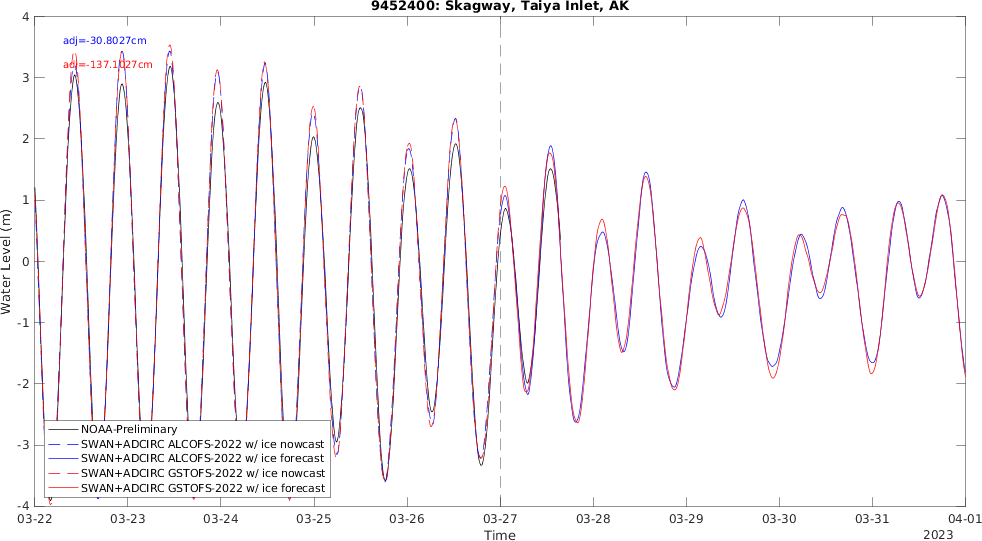 9452400: Skagway, Taiya Inlet, AK
adj=-30.8027cm
adj=-137.1027cm
Water Level (m)
4
3
2
1
0
-1
-2
-3
-4
NOAA-Preliminary
SWAN+ADCIRC ALCOFS-2022 w/ ice nowcast
SWAN+ADCIRC ALCOFS-2022 w/ ice forecast
SWAN+ADCIRC GSTOFS-2022 w/ ice nowcast
SWAN+ADCIRC GSTOFS-2022 w/ ice forecast
03-22 03-23 03-24 03-25 03-26 03-27 03-28 03-29 03-30 03-31 04-01
Time
2023